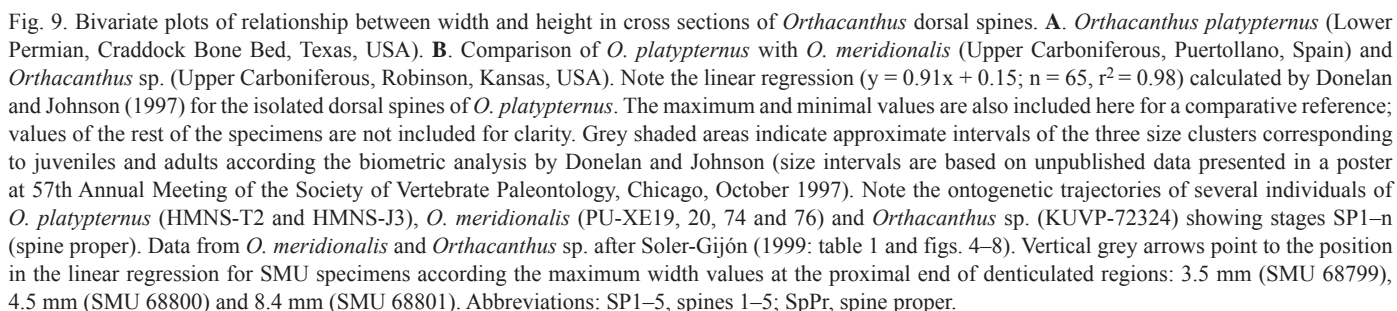 Fig. 9. Bivariate plots of relationship between width and height in cross sections of Orthacanthus dorsal spines. A. Orthacanthus platypternus (Lower
Permian, Craddock Bone Bed, Texas, USA). B. Comparison of O. platypternus with O. meridionalis (Upper Carboniferous, Puertollano, Spain) and
Orthacanthus sp. (Upper Carboniferous, Robinson, Kansas, USA). Note the linear regression (y = 0.91x + 0.15; n = 65, r² = 0.98) calculated by Donelan
and Johnson (1997) for the isolated dorsal spines of O. platypternus. The maximum and minimal values are also included here for a comparative reference;
values of the rest of the specimens are not included for clarity. Grey shaded areas indicate approximate intervals of the three size clusters corresponding
to juveniles and adults according the biometric analysis by Donelan and Johnson (size intervals are based on unpublished data presented in a poster
at 57th Annual Meeting of the Society of Vertebrate Paleontology, Chicago, October 1997). Note the ontogenetic trajectories of several individuals of
O. platypternus (HMNS-T2 and HMNS-J3), O. meridionalis (PU-XE19, 20, 74 and 76) and Orthacanthus sp. (KUVP-72324) showing stages SP1–n
(spine proper). Data from O. meridionalis and Orthacanthus sp. after Soler-Gijón (1999: table 1 and figs. 4–8). Vertical grey arrows point to the position
in the linear regression for SMU specimens according the maximum width values at the proximal end of denticulated regions: 3.5 mm (SMU 68799),
4.5 mm (SMU 68800) and 8.4 mm (SMU 68801). Abbreviations: SP1–5, spines 1–5; SpPr, spine proper.